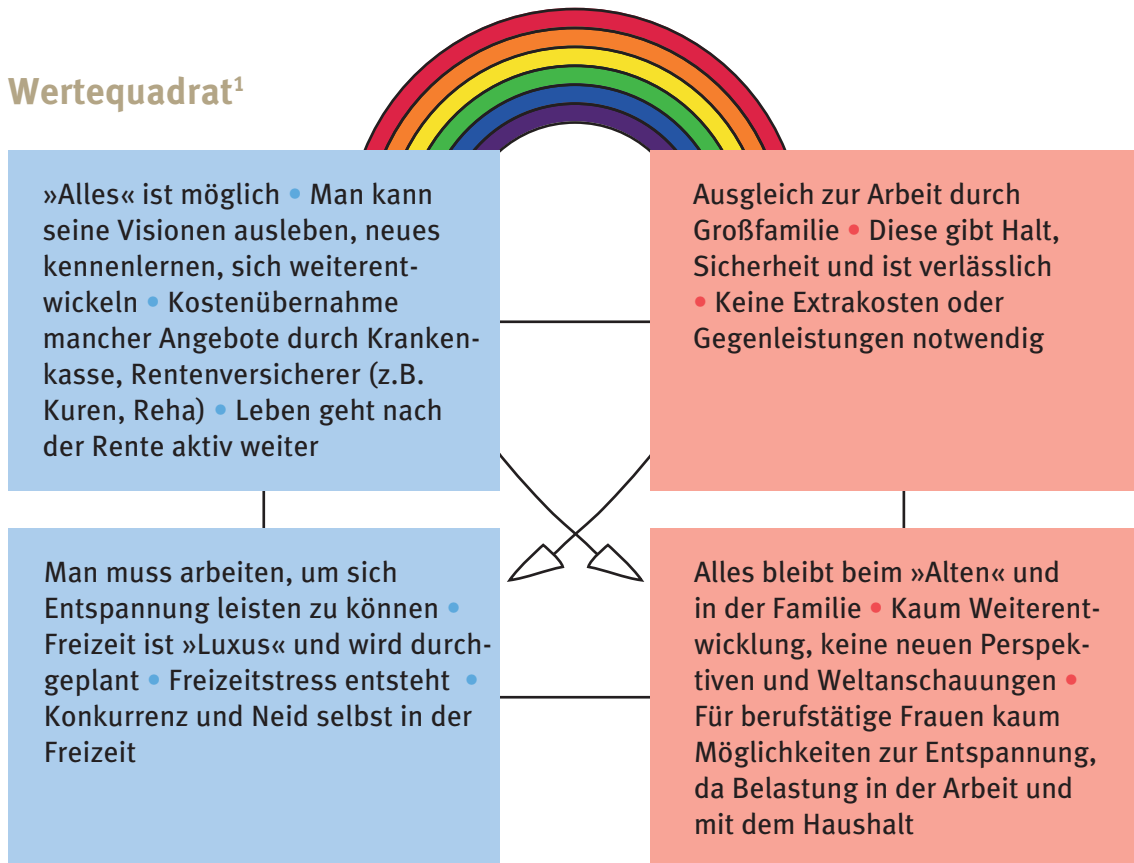 Wertequadrat¹
»Alles« ist möglich • Man kann
seine Visionen ausleben, neues
kennenlernen, sich weiterent-
wickeln • Kostenübernahme
mancher Angebote durch Kranken-
kasse, Rentenversicherer (z.B.
Kuren, Reha) • Leben geht nach
der Rente aktiv weiter
Ausgleich zur Arbeit durch
Großfamilie • Diese gibt Halt,
Sicherheit und ist verlässlich
• Keine Extrakosten oder
Gegenleistungen notwendig
Man muss arbeiten, um sich
Entspannung leisten zu können •
Freizeit ist »Luxus« und wird durch-
geplant • Freizeitstress entsteht •
Konkurrenz und Neid selbst in der
Freizeit
Alles bleibt beim »Alten« und
in der Familie • Kaum Weiterent-
wicklung, keine neuen Perspek-
tiven und Weltanschauungen •
Für berufstätige Frauen kaum
Möglichkeiten zur Entspannung,
da Belastung in der Arbeit und
mit dem Haushalt